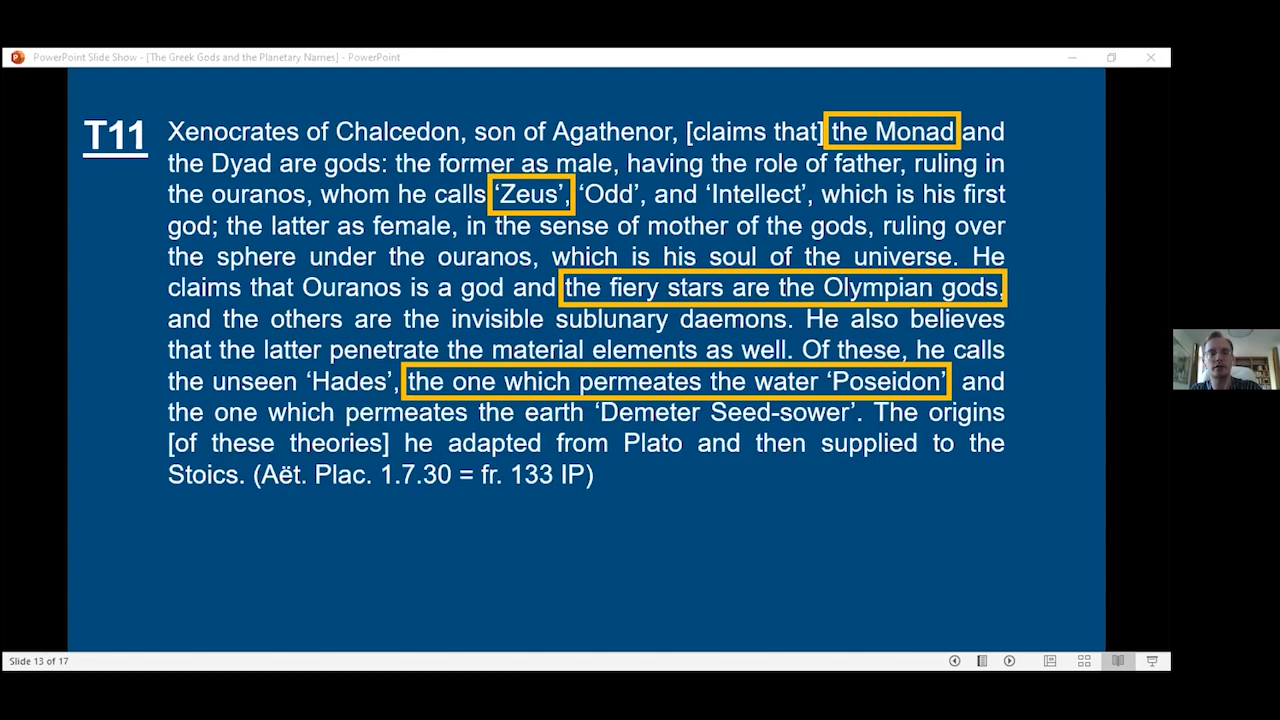 PowerPoint Slide Show - [The Greek Gods and the Planetary Names] - PowerPoint
T11 Xenocrates of Chalcedon, son of Agathenor, [claims that] the Monad and
the Dyad are gods: the former as male, having the role of father, ruling in
the ouranos, whom he calls ‘Zeus’, ‘Odd’, and ‘Intellect’, which is his first
god; the latter as female, in the sense of mother of the gods, ruling over
the sphere under the ouranos, which is his soul of the universe. He
claims that Ouranos is a god and the fiery stars are the Olympian gods,
and the others are the invisible sublunary daemons. He also believes
that the latter penetrate the material elements as well. Of these, he calls
the unseen ‘Hades’, the one which permeates the water ‘Poseidon’ and
the one which permeates the earth ‘Demeter Seed-sower’. The origins
[of these theories] he adapted from Plato and then supplied to the
Stoics. (Aët. Plac. 1.7.30 = fr. 133 IP)
Slide 13 of 17